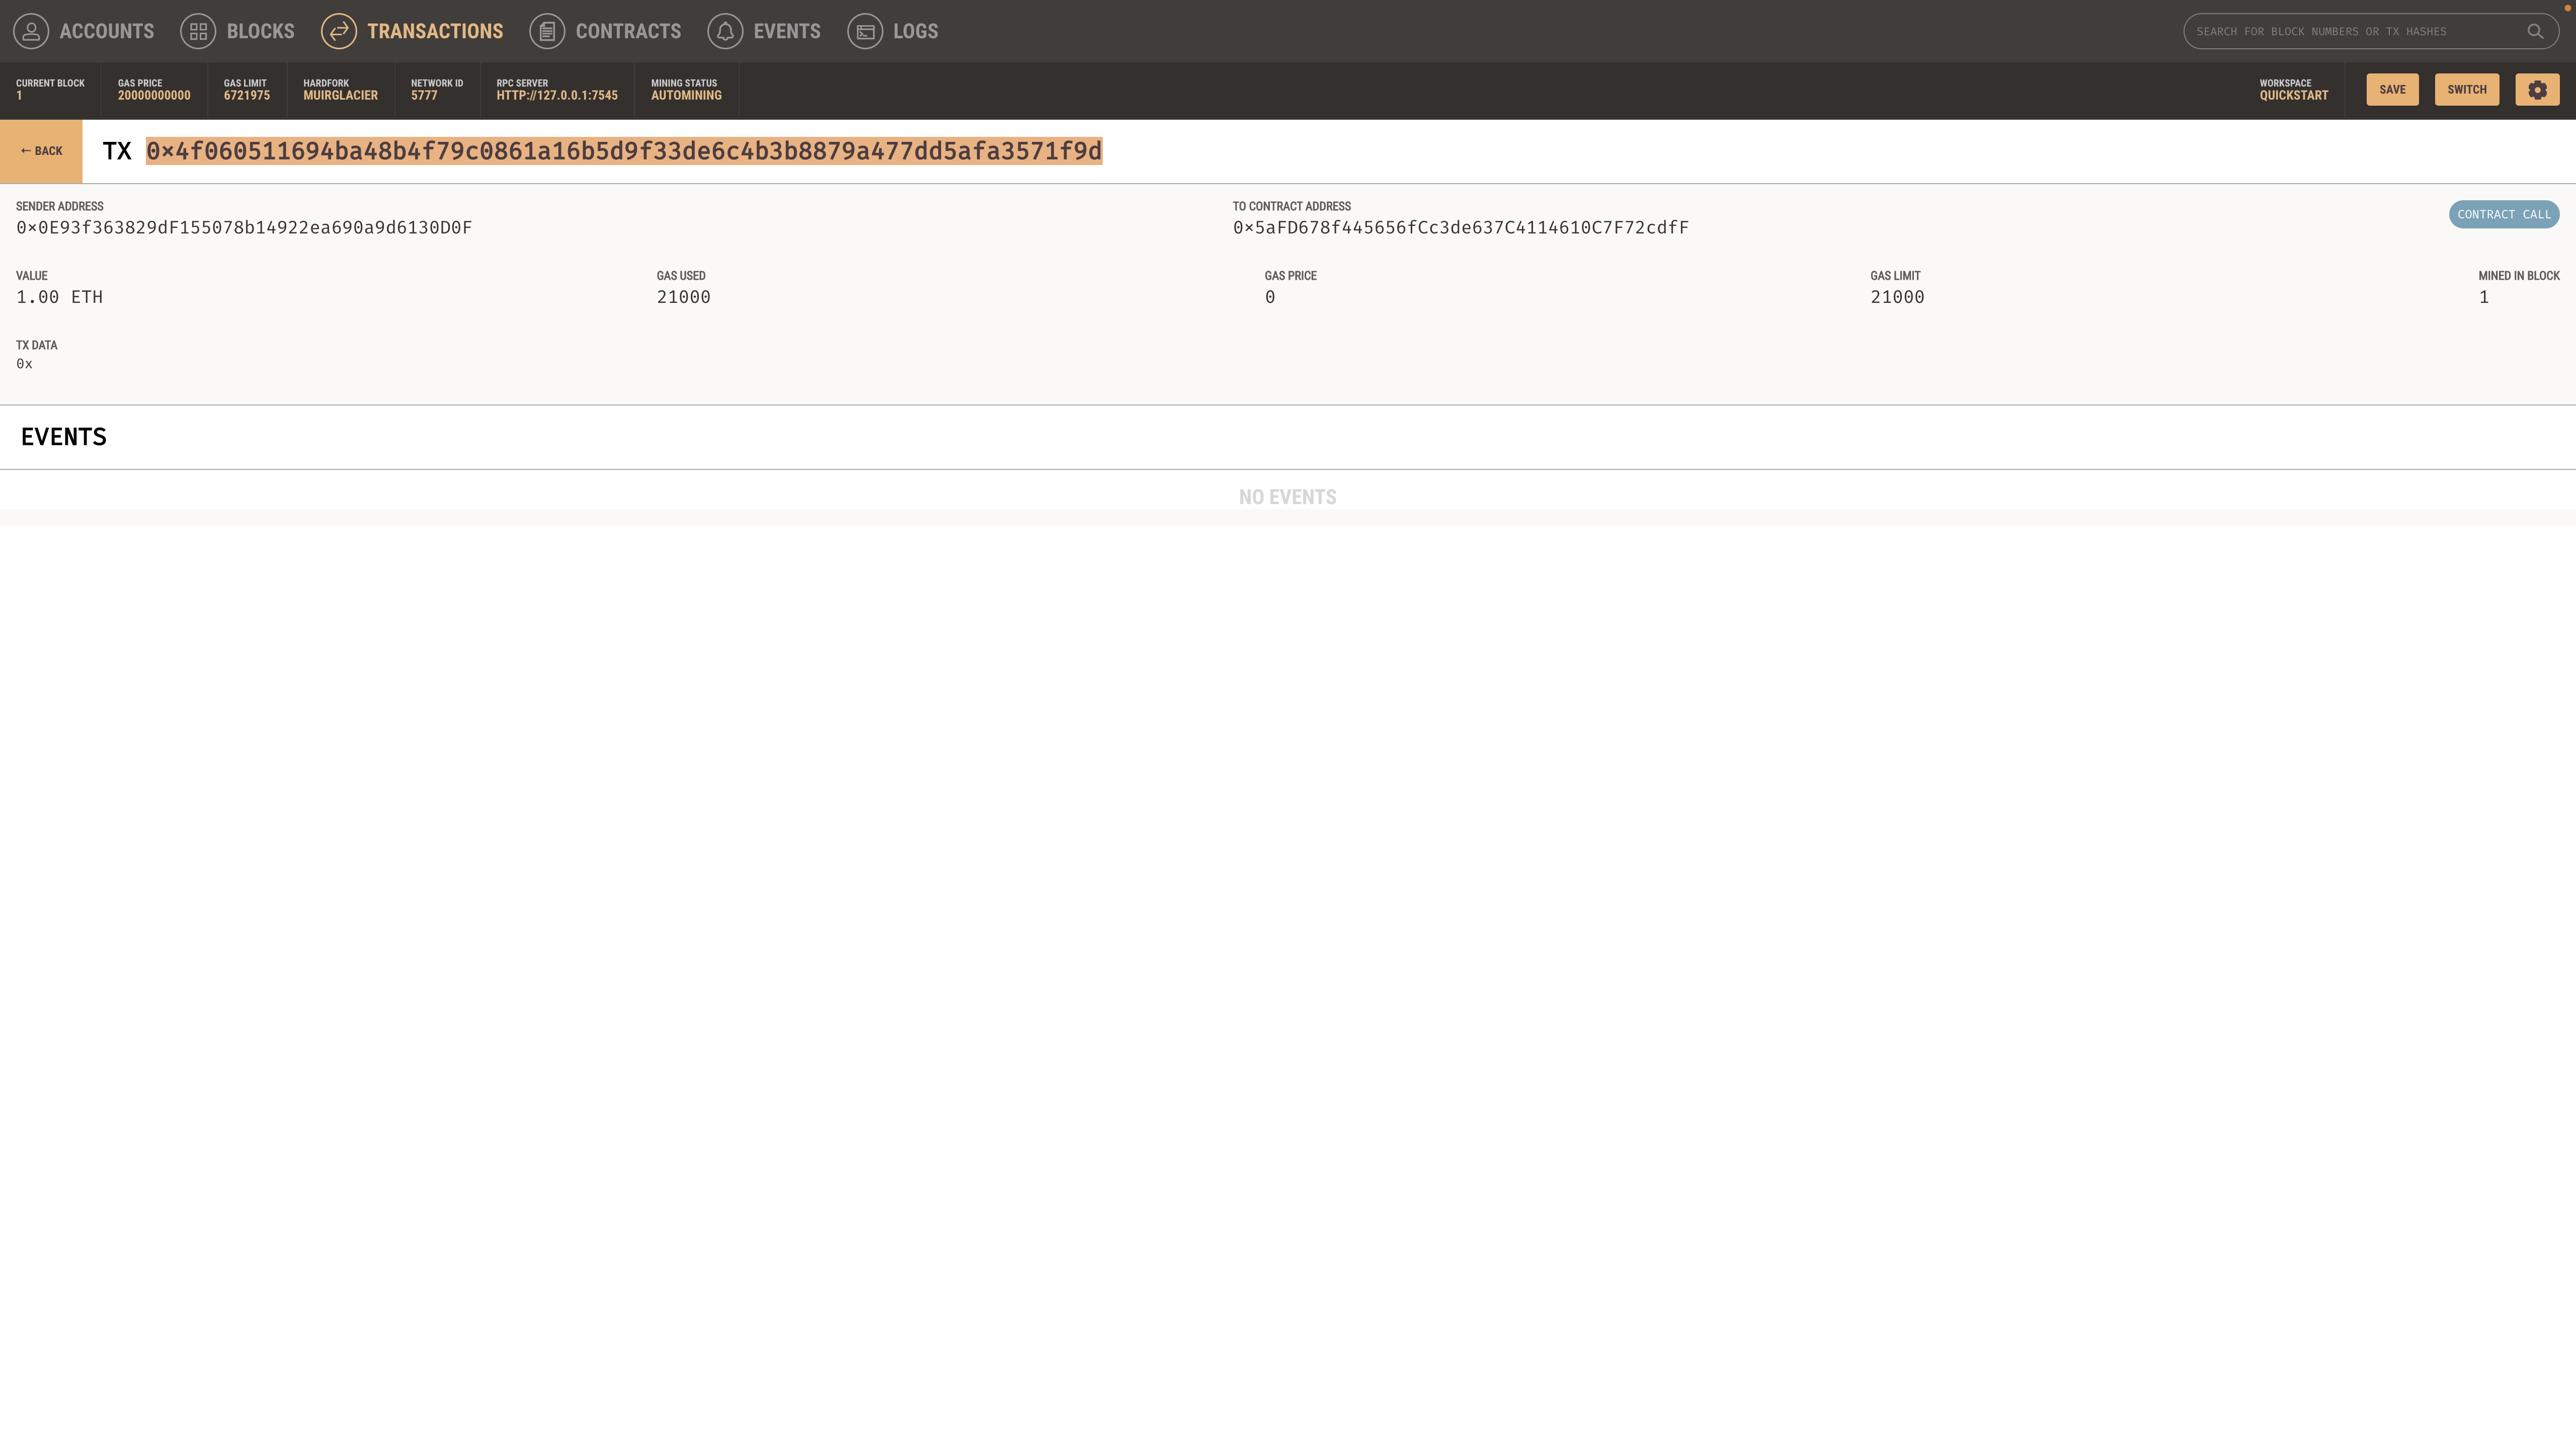 ACCOUNTS BLOCKS TRANSACTIONS CONTRACTS EVENTS LOGS SEARCH FOR BLOCK NUMBERS OR TX HASHES
CURRENT BLOCK GAS PRICE GAS LIMIT HARDFORK NETWORK ID RPC SERVER MINING STATUS WORKSPACE
1 20000000000 6721975 MUIRGLACIER 5777 HTTP://127.0.0.1:7545 AUTOMINING QUICKSTART SAVE SWITCH
← BACK TX 0×4f060511694ba48b4f79c0861a16b5d9f33de6c4b3b8879a477dd5afa3571f9d
SENDER ADDRESS TO CONTRACT ADDRESS
0×0E93f363829dF155078b14922ea690a9d6130D0F 0×5aFD678f445656fCc3de637C4114610C7F72cdfF CONTRACT CALL
VALUE GAS USED GAS PRICE GAS LIMIT MINED IN BLOCK
1.00 ETH 21000 0 21000 1
TX DATA
0x
EVENTS
NO EVENTS